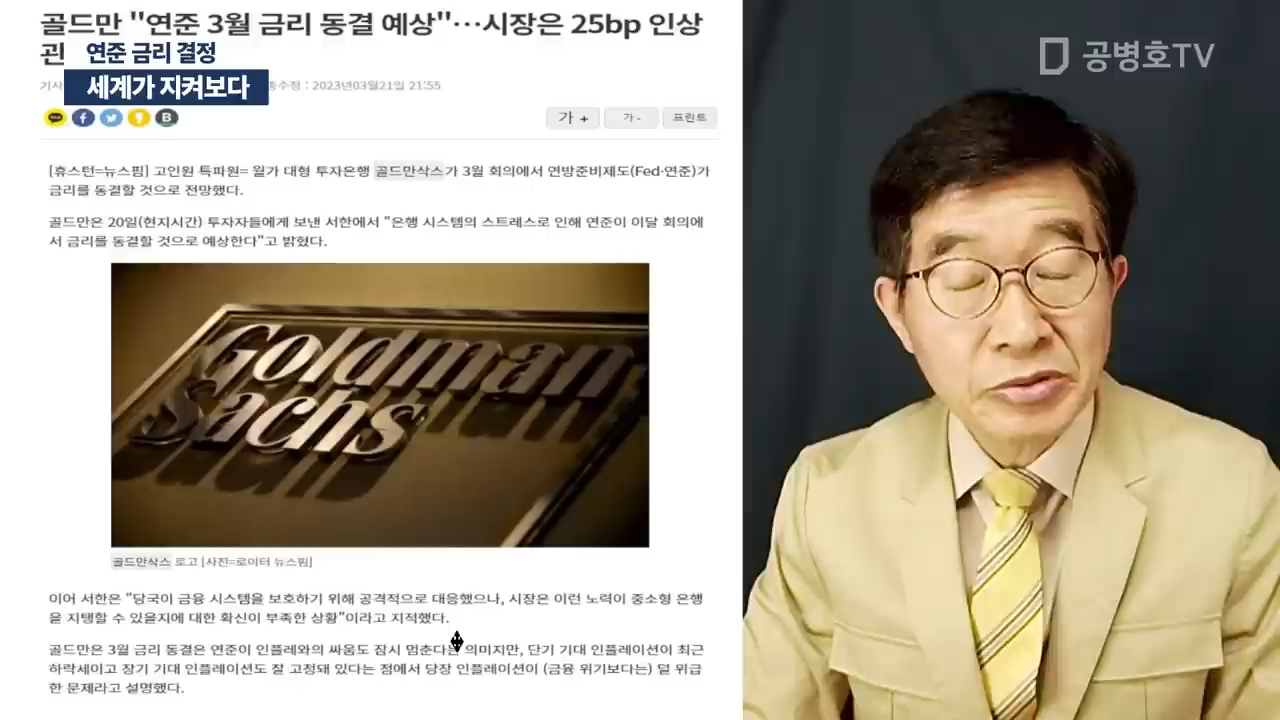 골드만 "연준 3월 금리 동결 예상"…시장은 25bp 인상
연준 금리 결정
세계가 지켜보다
공병호TV
기사
종수정 : 2023년03월21일 21:55
가 +
가 -
프린트
[휴스턴=뉴스핌] 고인원 특파원= 월가 대형 투자은행 골드만삭스가 3월 회의에서 연방준비제도(Fed·연준)가
금리를 동결할 것으로 전망했다.
골드만은 20일(현지시간) 투자자들에게 보낸 서한에서 "은행 시스템의 스트레스로 인해 연준이 이달 회의에
서 금리를 동결할 것으로 예상한다"고 밝혔다.
Goldman
Sachs
골드만삭스 로고 [사진=로이터 뉴스핌]
이어 서한은 "당국이 금융 시스템을 보호하기 위해 공격적으로 대응했으나, 시장은 이런 노력이 중소형 은행
을 지탱할 수 있을지에 대한 확신이 부족한 상황"이라고 지적했다.
골드만은 3월 금리 동결은 연준이 인플레와의 싸움도 잠시 멈춘다는 의미지만, 단기 기대 인플레이션이 최근
하락세이고 장기 기대 인플레이션도 잘 고정돼 있다는 점에서 당장 인플레이션이 (금융 위기보다는) 덜 위급
한 문제라고 설명했다.